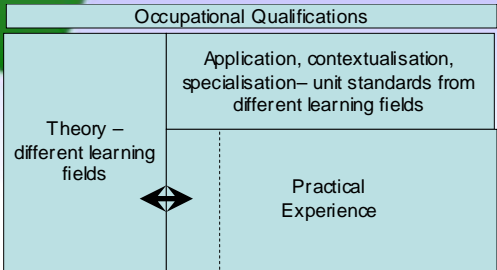 Occupational Qualifications
Application, contextualisation,
specialisation– unit standards from
different learning fields
Theory –
different learning
fields
Practical
Experience